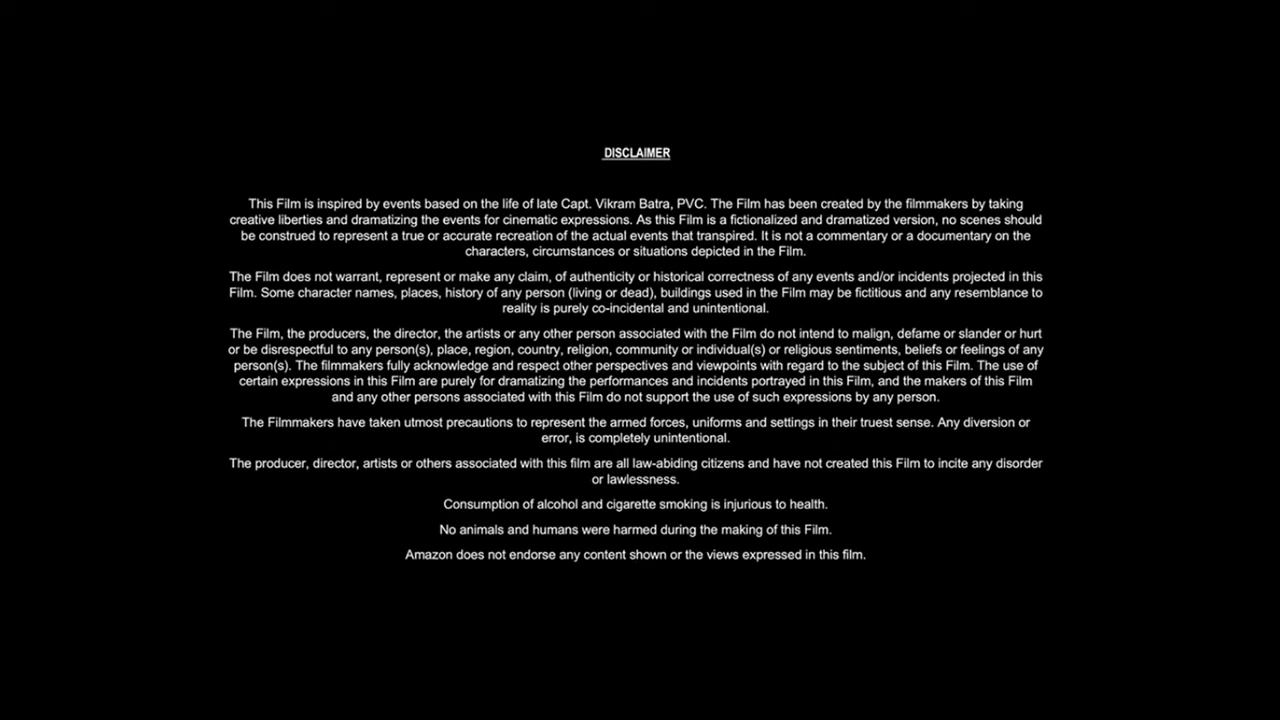 DISCLAIMER
This Film is inspired by events based on the life of late Capt. Vikram Batra, PVC. The Film has been created by the filmmakers by taking
creative liberties and dramatizing the events for cinematic expressions. As this Film is a fictionalized and dramatized version, no scenes should
be construed to represent a true or accurate recreation of the actual events that transpired. It is not a commentary or a documentary on the
characters, circumstances or situations depicted in the Film.
The Film does not warrant, represent or make any claim, of authenticity or historical correctness of any events and/or incidents projected in this
Film. Some character names, places, history of any person (living or dead), buildings used in the Film may be fictitious and any resemblance to
reality is purely co-incidental and unintentional.
The Film, the producers, the director, the artists or any other person associated with the Film do not intend to malign, defame or slander or hurt
or be disrespectful to any person(s), place, region, country, religion, community or individual(s) or religious sentiments, beliefs or feelings of any
person(s). The filmmakers fully acknowledge and respect other perspectives and viewpoints with regard to the subject of this Film. The use of
certain expressions in this Film are purely for dramatizing the performances and incidents portrayed in this Film, and the makers of this Film
and any other persons associated with this Film do not support the use of such expressions by any person.
The Filmmakers have taken utmost precautions to represent the armed forces, uniforms and settings in their truest sense. Any diversion or
error, is completely unintentional.
The producer, director, artists or others associated with this film are all law-abiding citizens and have not created this Film to incite any disorder
or lawlessness.
Consumption of alcohol and cigarette smoking is injurious to health.
No animals and humans were harmed during the making of this Film.
Amazon does not endorse any content shown or the views expressed in this film.